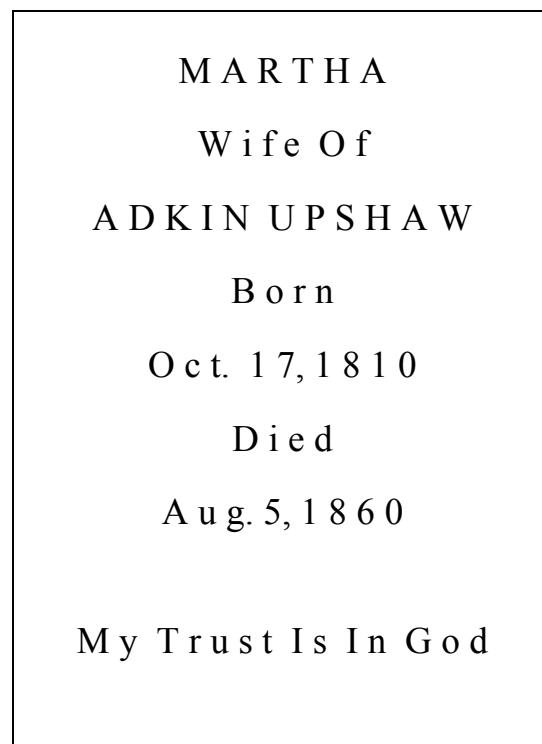 MARTHA
Wife Of
ADKIN UPSHAW
Born
Oct. 17, 1810
Died
Aug. 5, 1860
My Trust Is In God